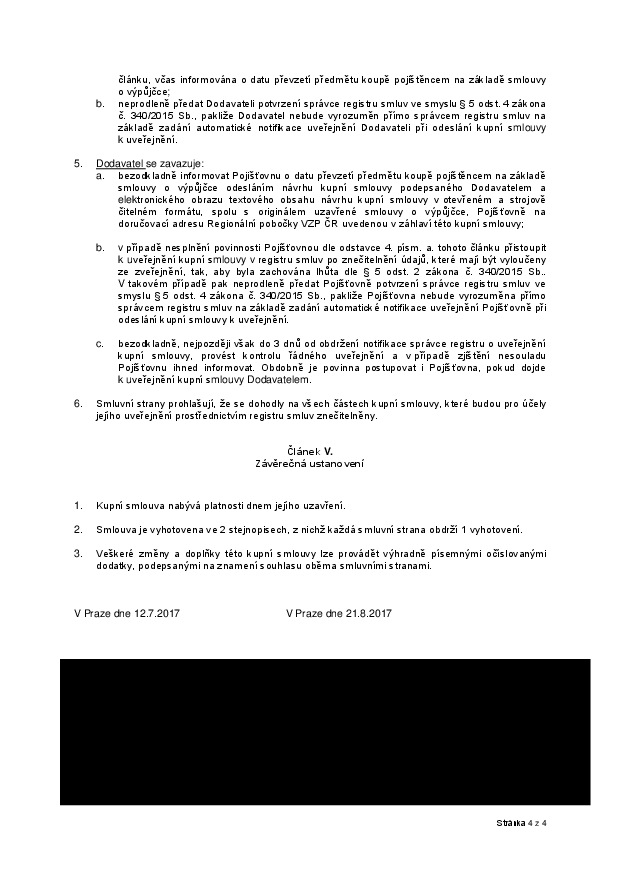 článku, včas informována o datu převzetí předmětu koupě pojištěncem na základě smlouvy
o výpůjčce;
b. neprodleně předat Dodavateli potvrzení správce registru smluv ve smyslu § 5 odst. 4 zákona
č. 340/2015 Sb., pakliže Dodavatel nebude vyrozuměn přímo správcem registru smluv na
základě zadání automatické notifikace uveřejnění Dodavateli při odeslání kupní smlouvy
k uveřejnění.
5. Dodavatel se zavazuje:
a. bezodkladně informovat Pojišťovnu o datu převzetí předmětu koupě pojištěncem na základě
smlouvy o výpůjčce odesláním návrhu kupní smlouvy podepsaného Dodavatelem a
elektronického obrazu textového obsahu návrhu kupní smlouvy v otevřeném a strojově
čitelném formátu, spolu s originálem uzavřené smlouvy o výpůjčce, Pojišťovně na
doručovací adresu Regionální pobočky VZP ČR uvedenou v záhlaví této kupní smlouvy;
b. v případě nesplnění povinnosti Pojišťovnou dle odstavce 4. písm. a. tohoto článku přistoupit
k uveřejnění kupní smlouvy v registru smluv po znečitelnění údajů, které mají být vyloučeny
ze zveřejnění, tak, aby byla zachována lhůta dle § 5 odst. 2 zákona č. 340/2015 Sb..
V takovém případě pak neprodleně předat Pojišťovně potvrzení správce registru smluv ve
smyslu § 5 odst. 4 zákona č. 340/2015 Sb., pakliže Pojišťovna nebude vyrozuměna přímo
správcem registru smluv na základě zadání automatické notifikace uveřejnění Pojišťovně při
odeslání kupní smlouvy k uveřejnění.
c. bezodkladně, nejpozději však do 3 dnů od obdržení notifikace správce registru o uveřejnění
kupní smlouvy, provést kontrolu řádného uveřejnění a v případě zjištění nesouladu
Pojišťovnu ihned informovat. Obdobně je povinna postupovat i Pojišťovna, pokud dojde
k uveřejnění kupní smlouvy Dodavatelem.
6. Smluvní strany prohlašují, že se dohodly na všech částech kupní smlouvy, které budou pro účely
jejího uveřejnění prostřednictvím registru smluv znečitelněny.
Článek V.
Závěrečná ustanovení
1. Kupní smlouva nabývá platnosti dnem jejího uzavření.
2. Smlouva je vyhotovena ve 2 stejnopisech, z nichž každá smluvní strana obdrží 1 vyhotovení.
3. Veškeré změny a doplňky této kupní smlouvy lze provádět výhradně písemnými očíslovanými
dodatky, podepsanými na znamení souhlasu oběma smluvními stranami.
V Praze dne 12.7.2017 V Praze dne 21.8.2017
Stránka 4 z 4